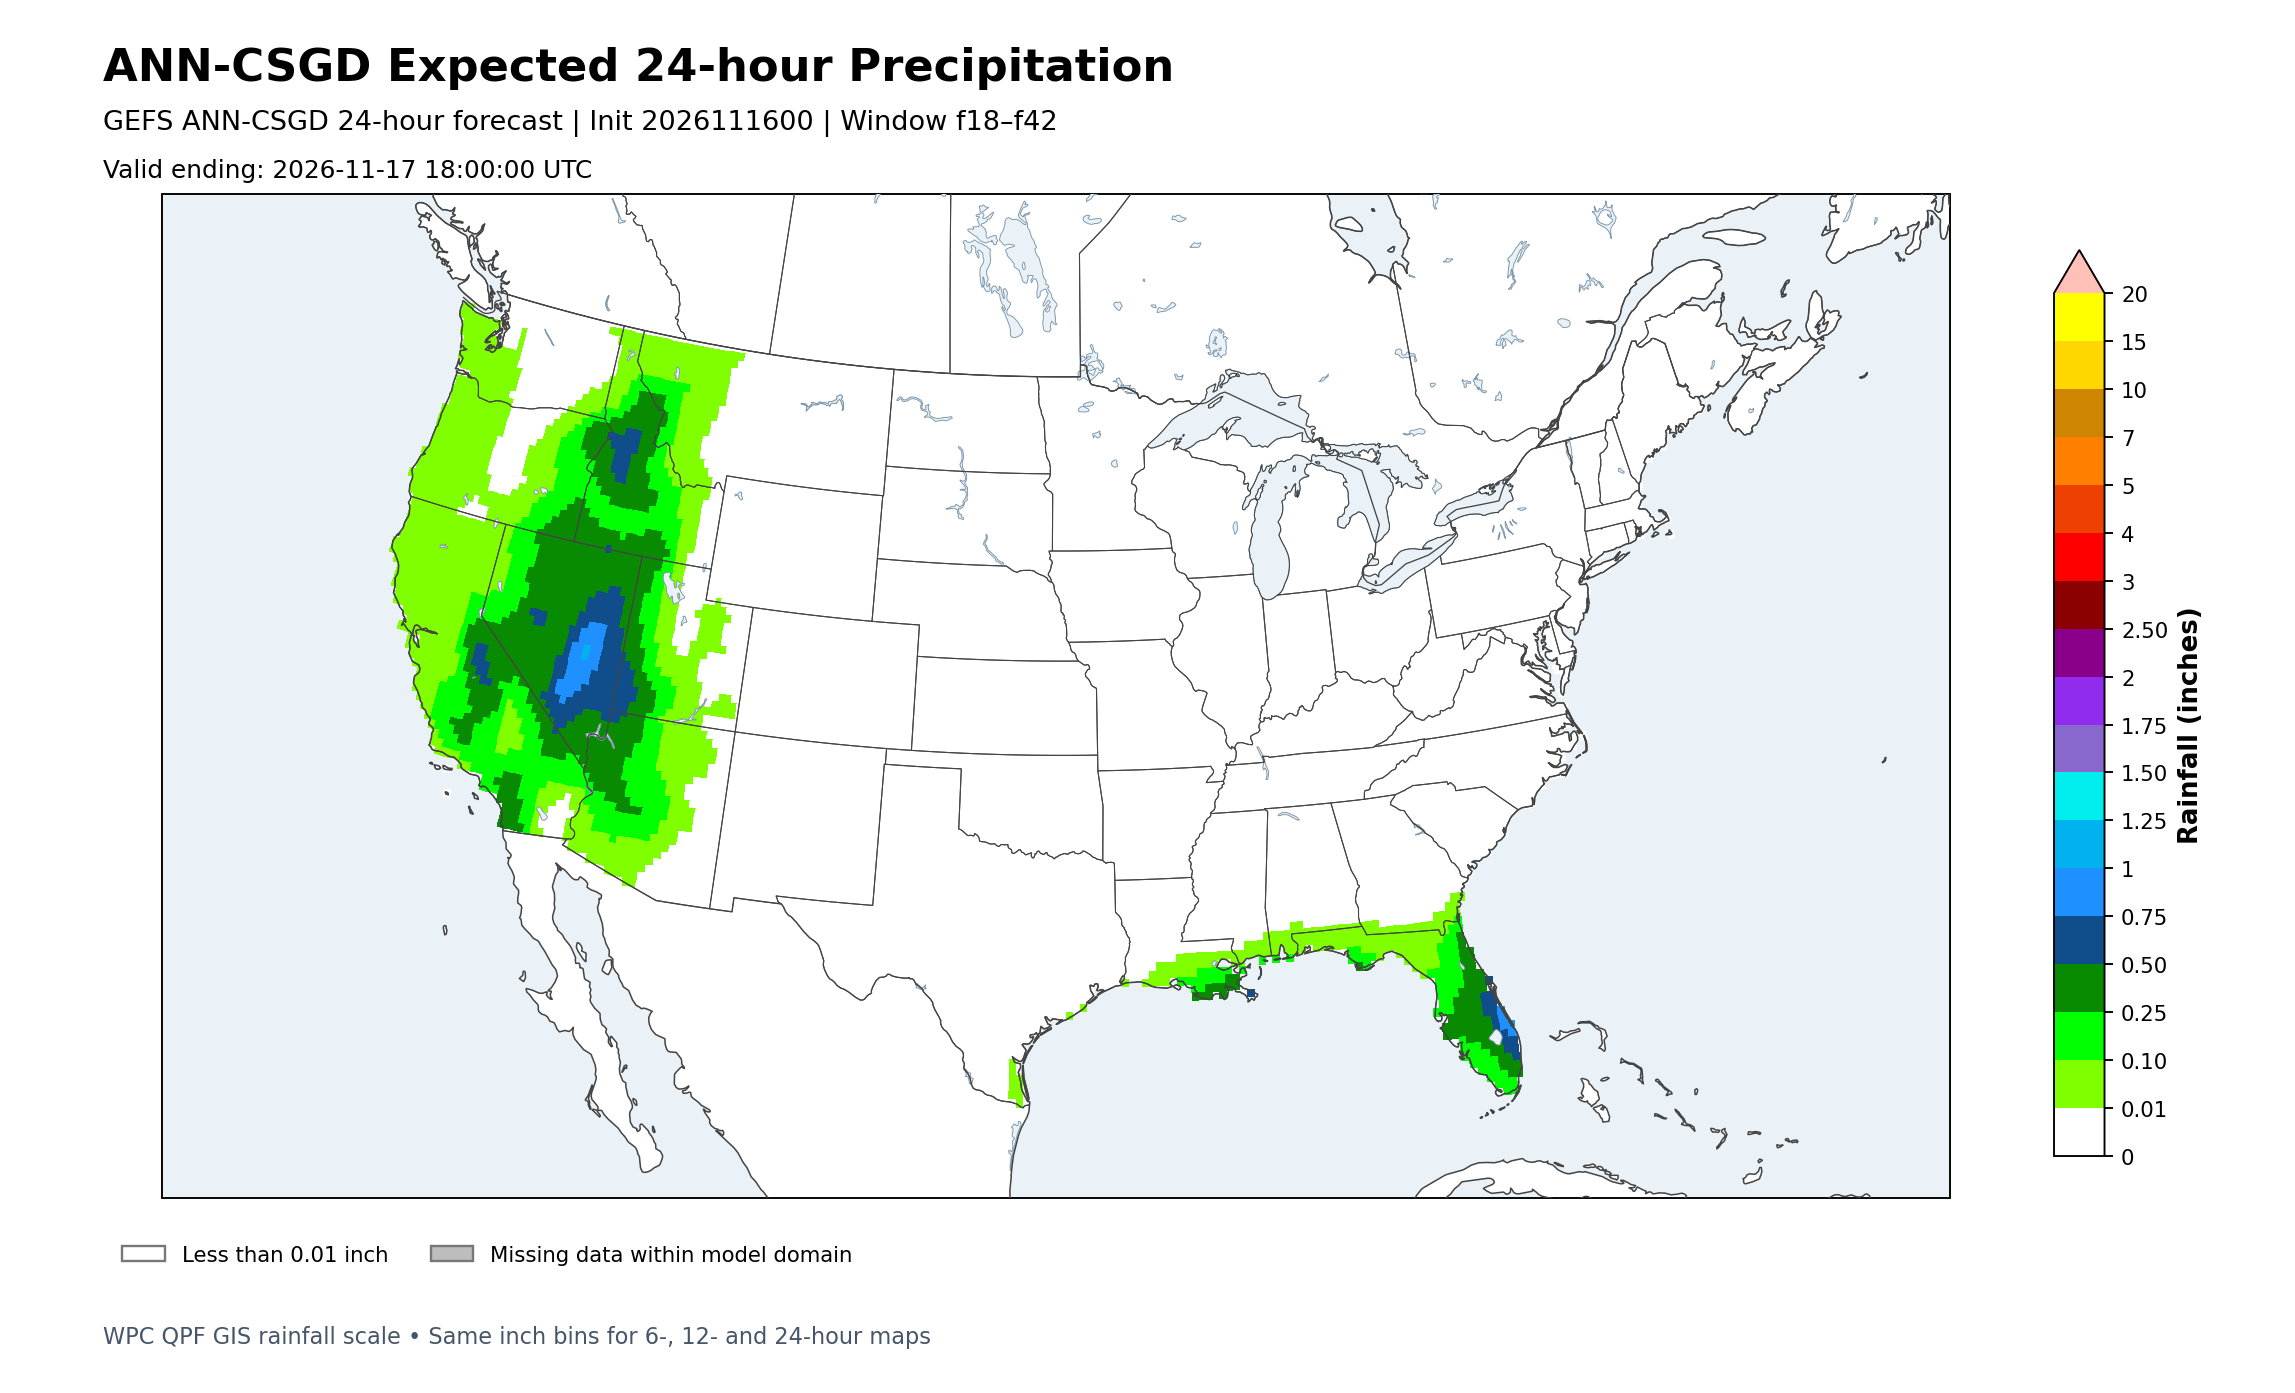 ANN-CSGD Expected 24-hour Precipitation
GEFS ANN-CSGD 24-hour forecast | Init 2026111600 | Window f18–f42
Valid ending: 2026-11-17 18:00:00 UTC
20
15
10
7
5
4
3
2.50
2
1.75
1.50
1.25
1
0.75
0.50
0.25
0.10
0.01
0
Rainfall (inches)
Less than 0.01 inch
Missing data within model domain
WPC QPF GIS rainfall scale • Same inch bins for 6-, 12- and 24-hour maps